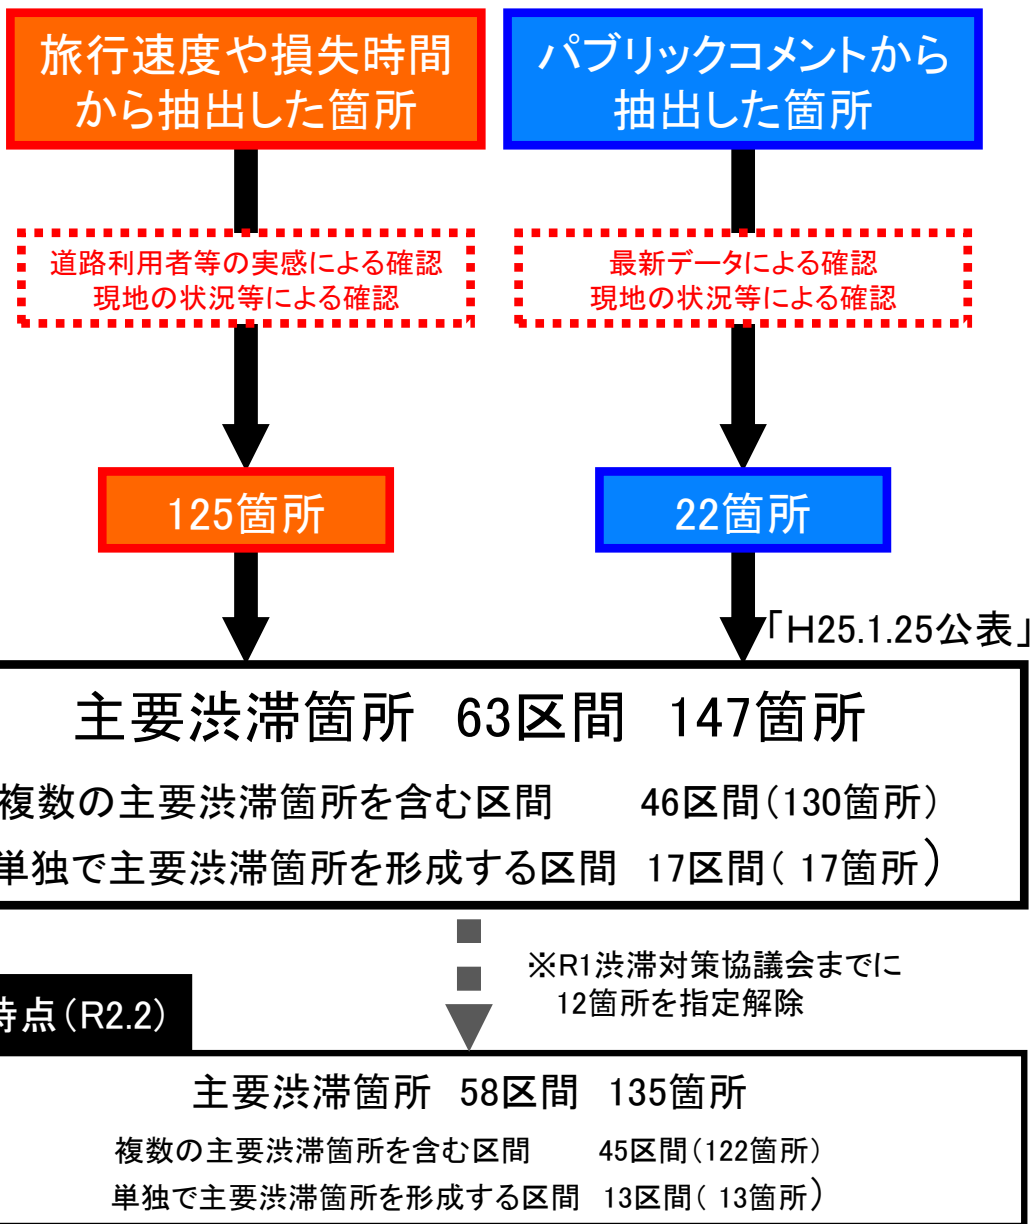 旅行速度や損失時間
から抽出した箇所
パブリックコメントから
抽出した箇所
道路利用者等の実感による確認
現地の状況等による確認
最新データによる確認
現地の状況等による確認
125箇所
22箇所
「H25.1.25公表」
主要渋滞箇所 63区間 147箇所
複数の主要渋滞箇所を含む区間 46区間(130箇所)
単独で主要渋滞箇所を形成する区間 17区間( 17箇所)
※R1渋滞対策協議会までに
12箇所を指定解除
時点(R2.2)
主要渋滞箇所 58区間 135箇所
複数の主要渋滞箇所を含む区間 45区間(122箇所)
単独で主要渋滞箇所を形成する区間 13区間( 13箇所)